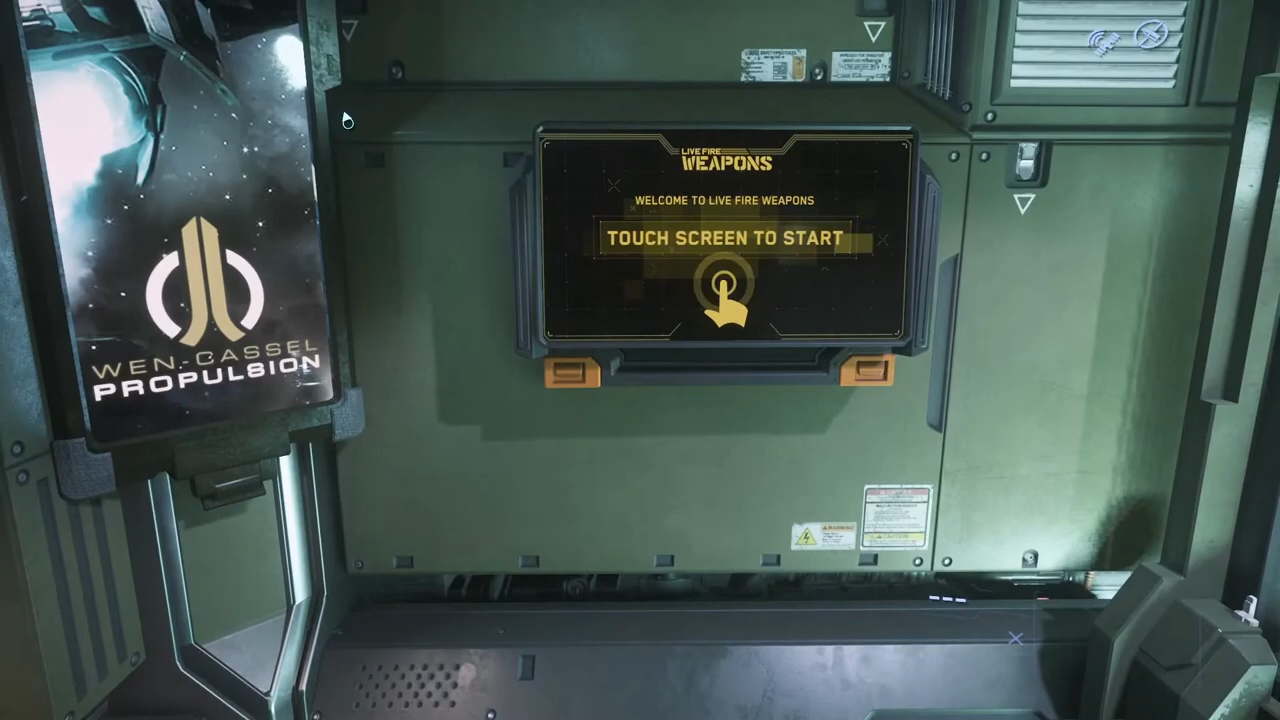 WEN-CASSEL
PROPULSION
LIVE FIRE
WEAPONS
WELCOME TO LIVE FIRE WEAPONS
TOUCH SCREEN TO START
WARNING
CAUTION